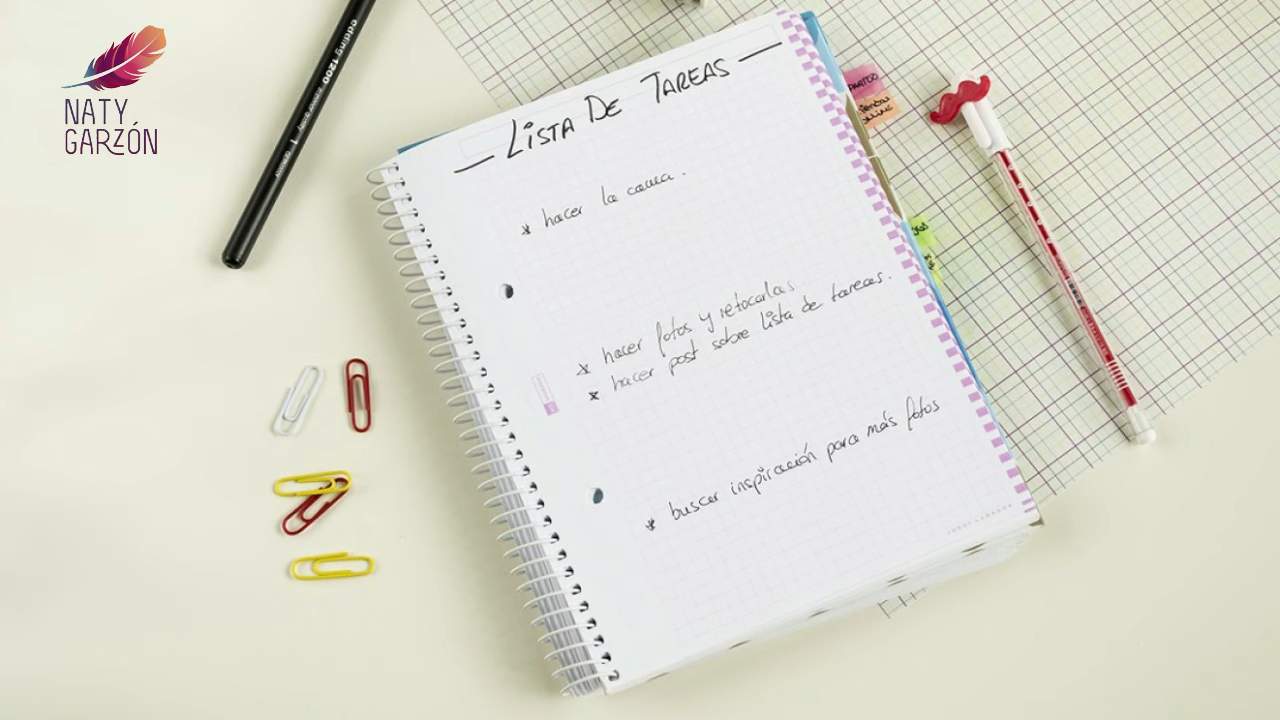 NATY
GARZÓN
edding 1200
1
LISTA DE TAREAS
* hacer la cama.
* hacer fotos y retocarlas
* hacer post sobre lista de tareas.
* buscar inspiración para más fotos